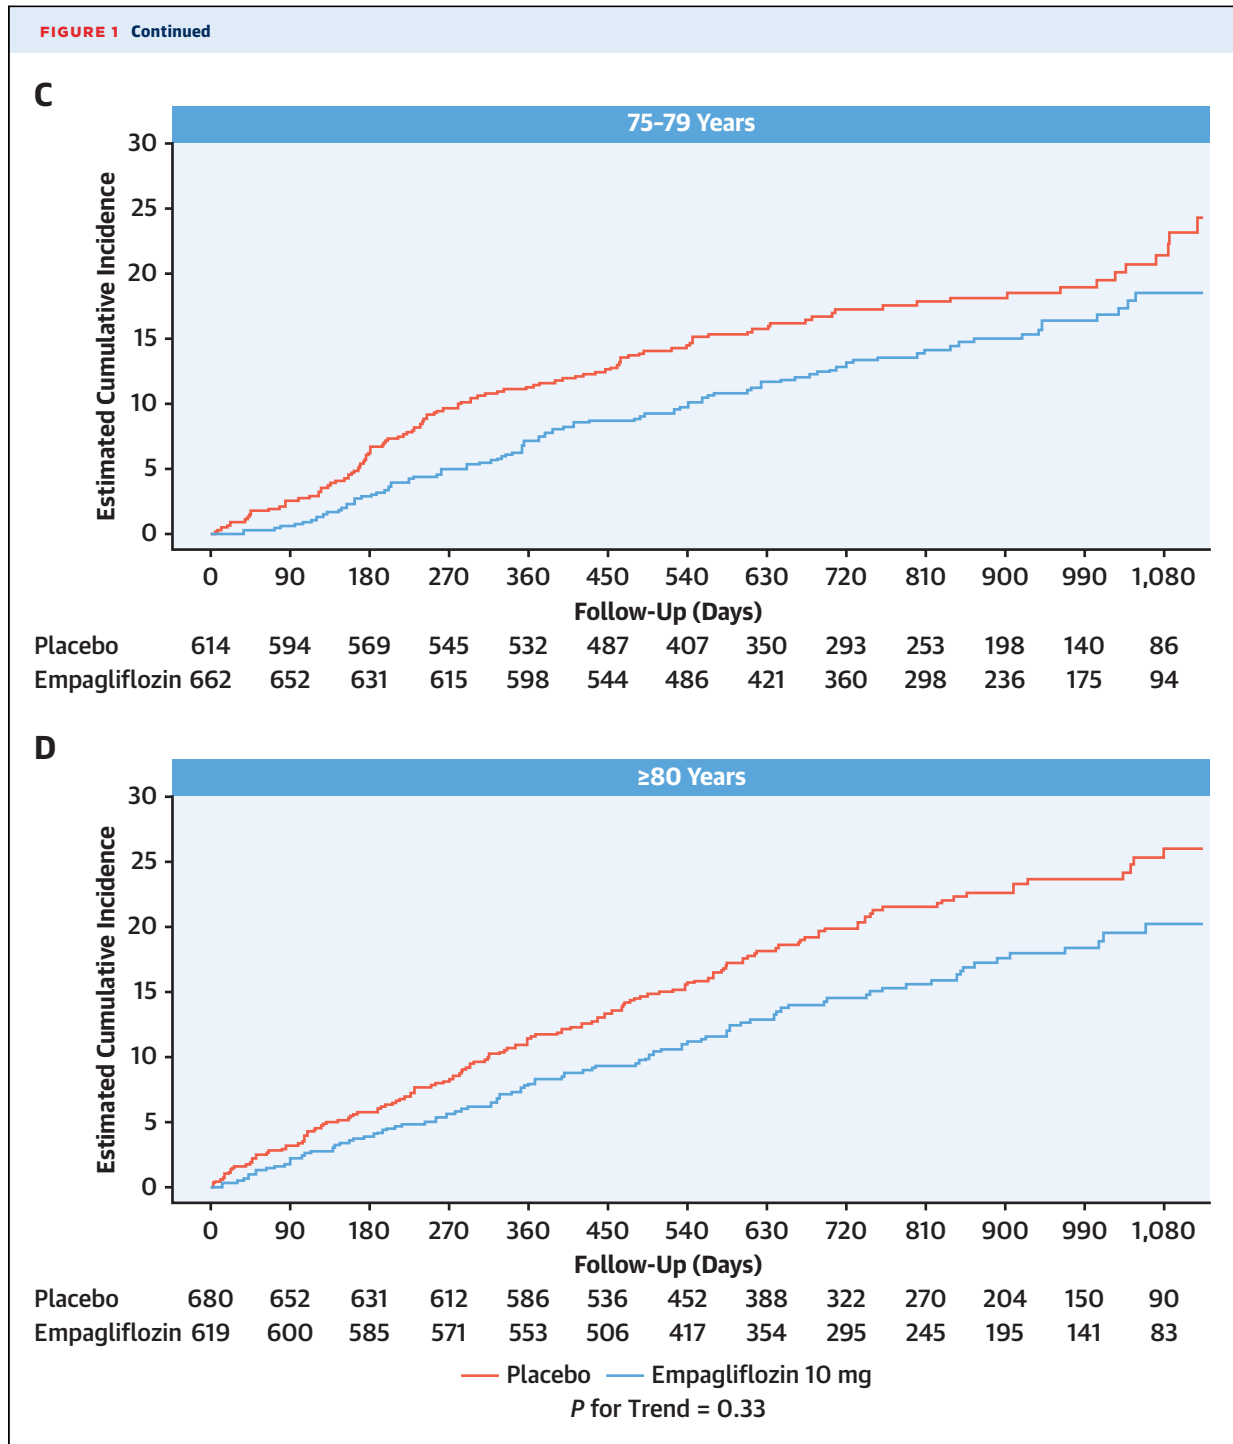 FIGURE 1 Continued
C
75–79 Years
Estimated Cumulative Incidence
30
25
20
15
10
5
0
0 90 180 270 360 450 540 630 720 810 900 990 1,080
Follow-Up (Days)
Placebo 614 594 569 545 532 487 407 350 293 253 198 140 86
Empagliflozin 662 652 631 615 598 544 486 421 360 298 236 175 94
D
≥80 Years
Estimated Cumulative Incidence
30
25
20
15
10
5
0
0 90 180 270 360 450 540 630 720 810 900 990 1,080
Follow-Up (Days)
Placebo 680 652 631 612 586 536 452 388 322 270 204 150 90
Empagliflozin 619 600 585 571 553 506 417 354 295 245 195 141 83
Placebo Empagliflozin 10 mg
P for Trend = 0.33